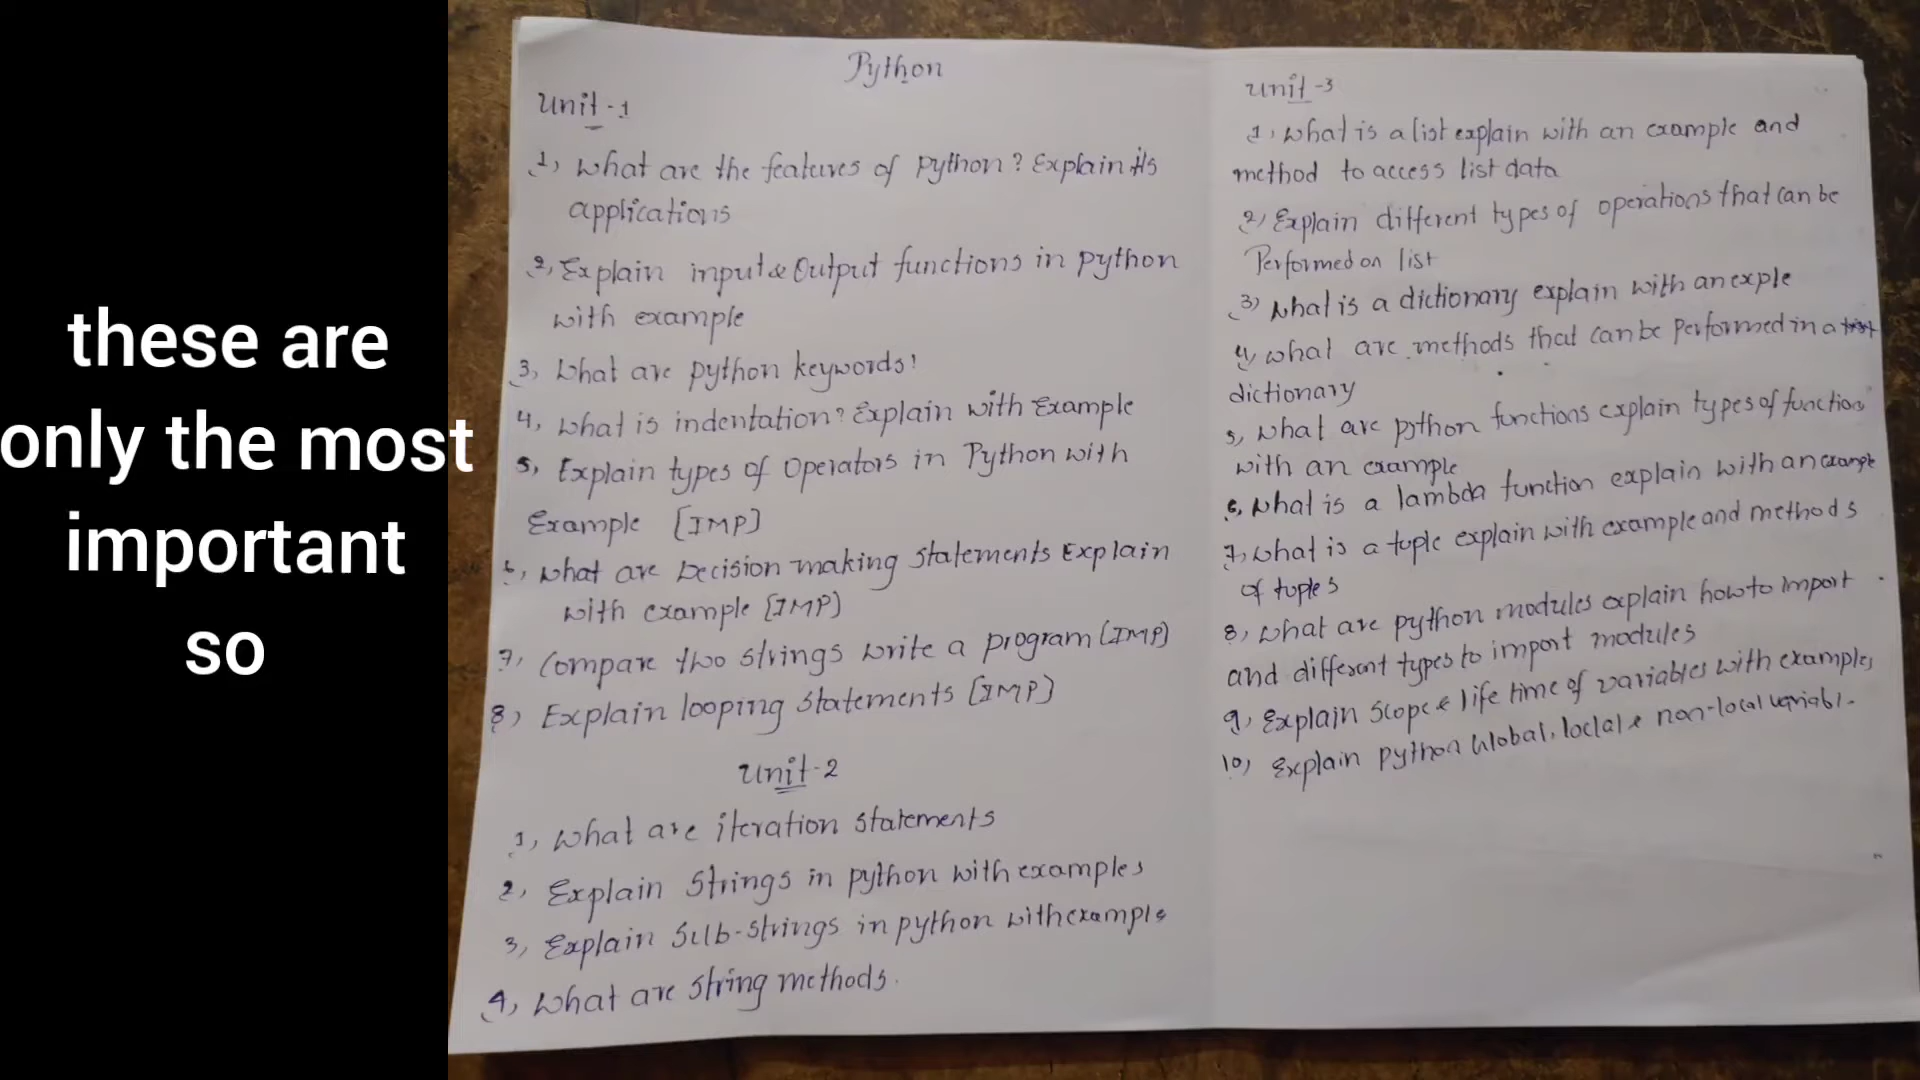 these are
only the most
important
so
Python
Unit-1
1) What are the features of python? Explain its
applications
2, Explain input & Output functions in python
with example
3, What are python keywords!
4, What is indentation? Explain with Example
5, Explain types of Operators in Python with
Example [IMP]
6, What are Decision making statements Explain
with example [IMP]
7, Compare two strings write a program [IMP]
8) Explain looping statements [IMP]
Unit-2
1, What are iteration statements
2, Explain Strings in python with examples
3, Explain Sub-strings in python with example
4, What are string methods.
Unit-3
1, What is a list explain with an example and
method to access list data
2, Explain different types of operations that can be
Performed on list
3) What is a dictionary explain with an exple
4, what are methods that can be performed in a
dictionary
5, What are python functions explain types of function
with an example
6, What is a lambda function explain with an example
7, What is a tuple explain with example and methods
of tuples
8, What are python modules explain how to import
and different types to import modules
9, Explain Scope & life time of variables with examples
10) Explain python Global, loclal & non-local variabl-